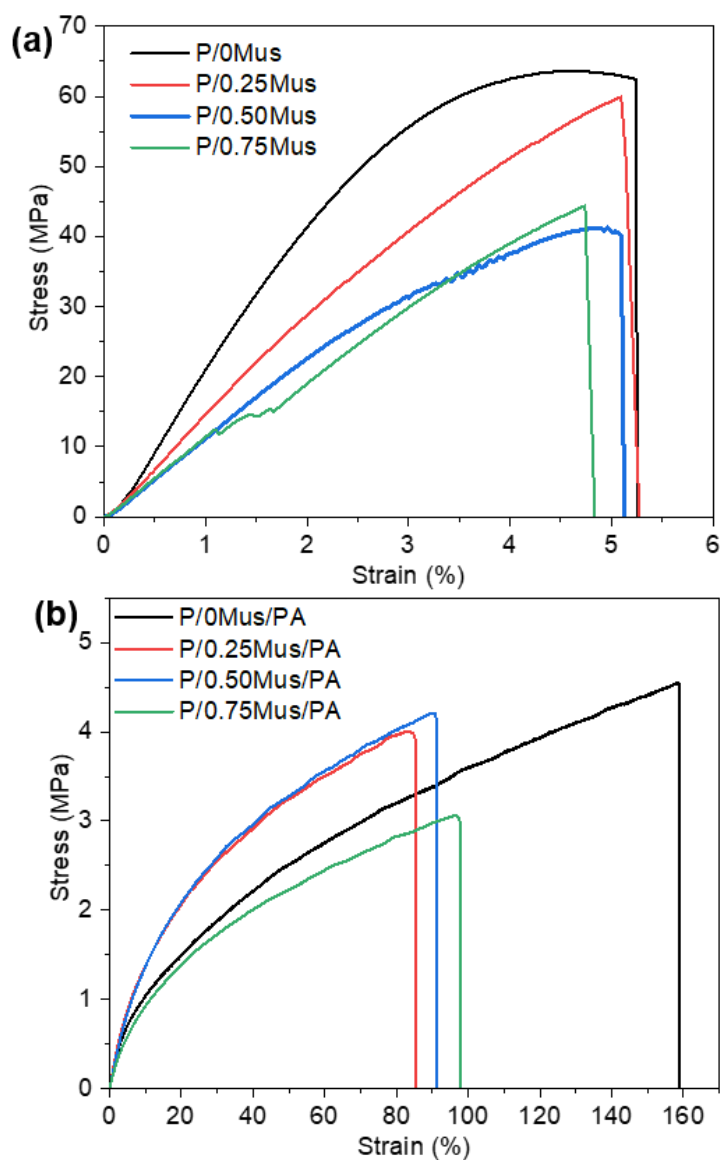 (a)
P/0Mus
P/0.25Mus
P/0.50Mus
P/0.75Mus
70
60
50
40
30
20
10
0
Stress (MPa)
0 1 2 3 4 5 6
Strain (%)
(b)
P/0Mus/PA
P/0.25Mus/PA
P/0.50Mus/PA
P/0.75Mus/PA
5
4
3
2
1
0
Stress (MPa)
0 20 40 60 80 100 120 140 160
Strain (%)